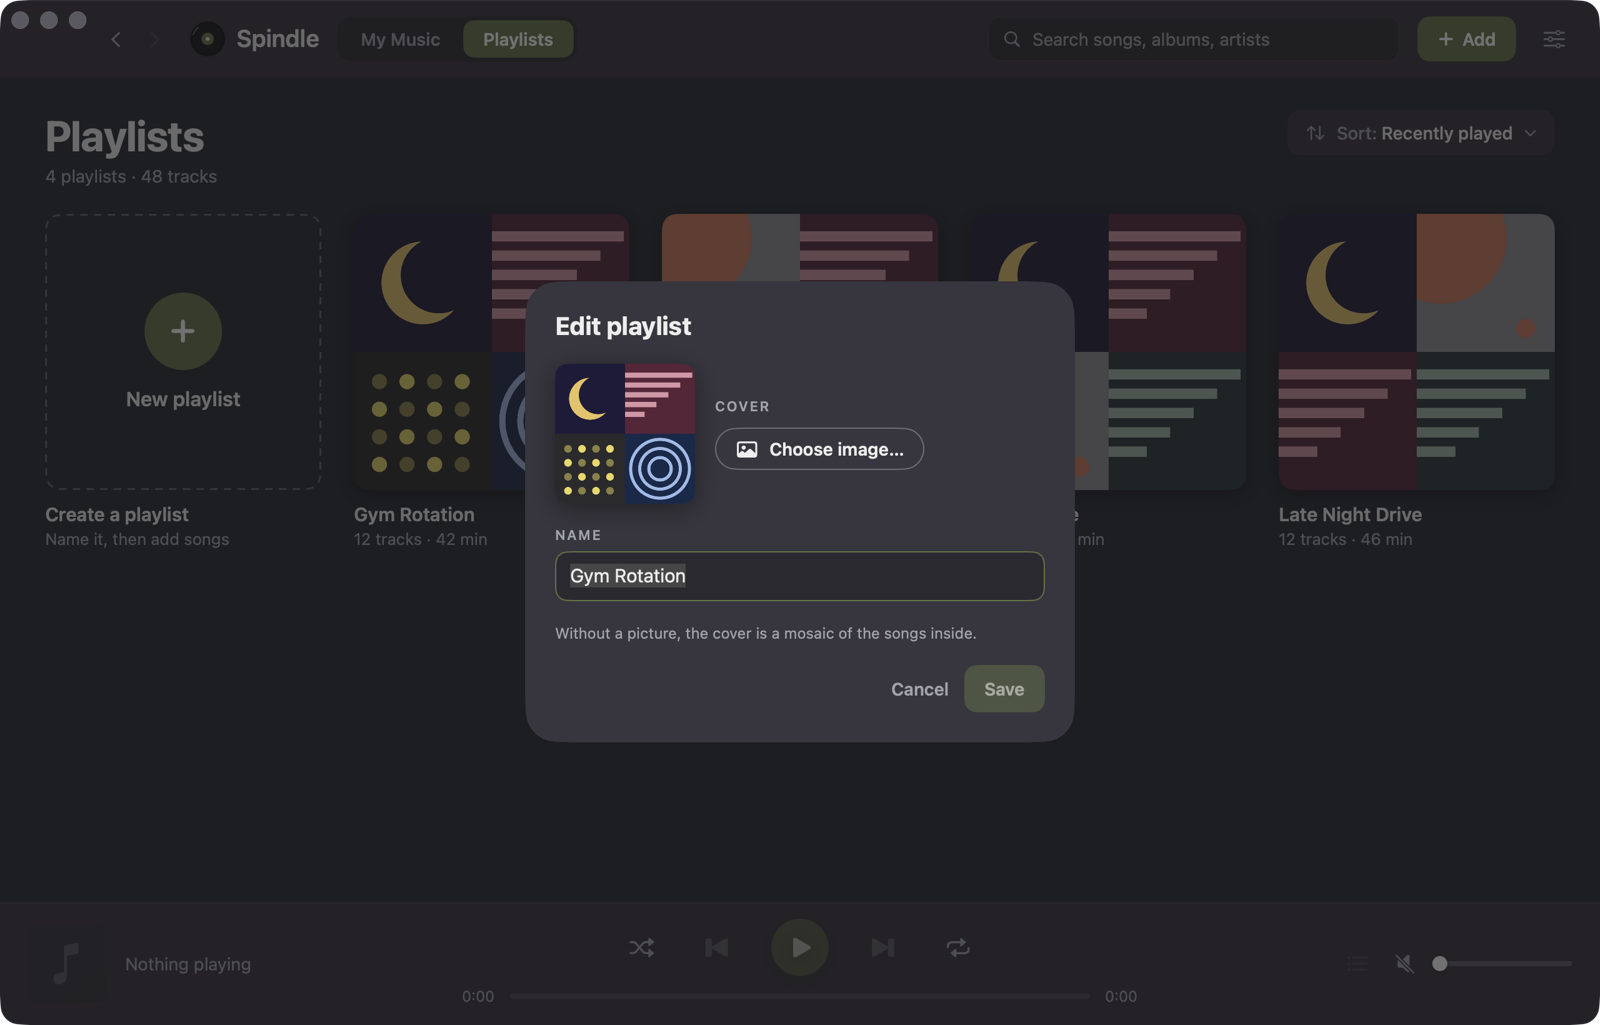 Spindle
My Music
Playlists
Search songs, albums, artists
+ Add
Playlists
4 playlists · 48 tracks
Sort: Recently played
New playlist
Create a playlist
Name it, then add songs
Gym Rotation
12 tracks · 42 min
min
Late Night Drive
12 tracks · 46 min
Edit playlist
COVER
Choose image...
NAME
Gym Rotation
Without a picture, the cover is a mosaic of the songs inside.
Cancel
Save
Nothing playing
0:00
0:00